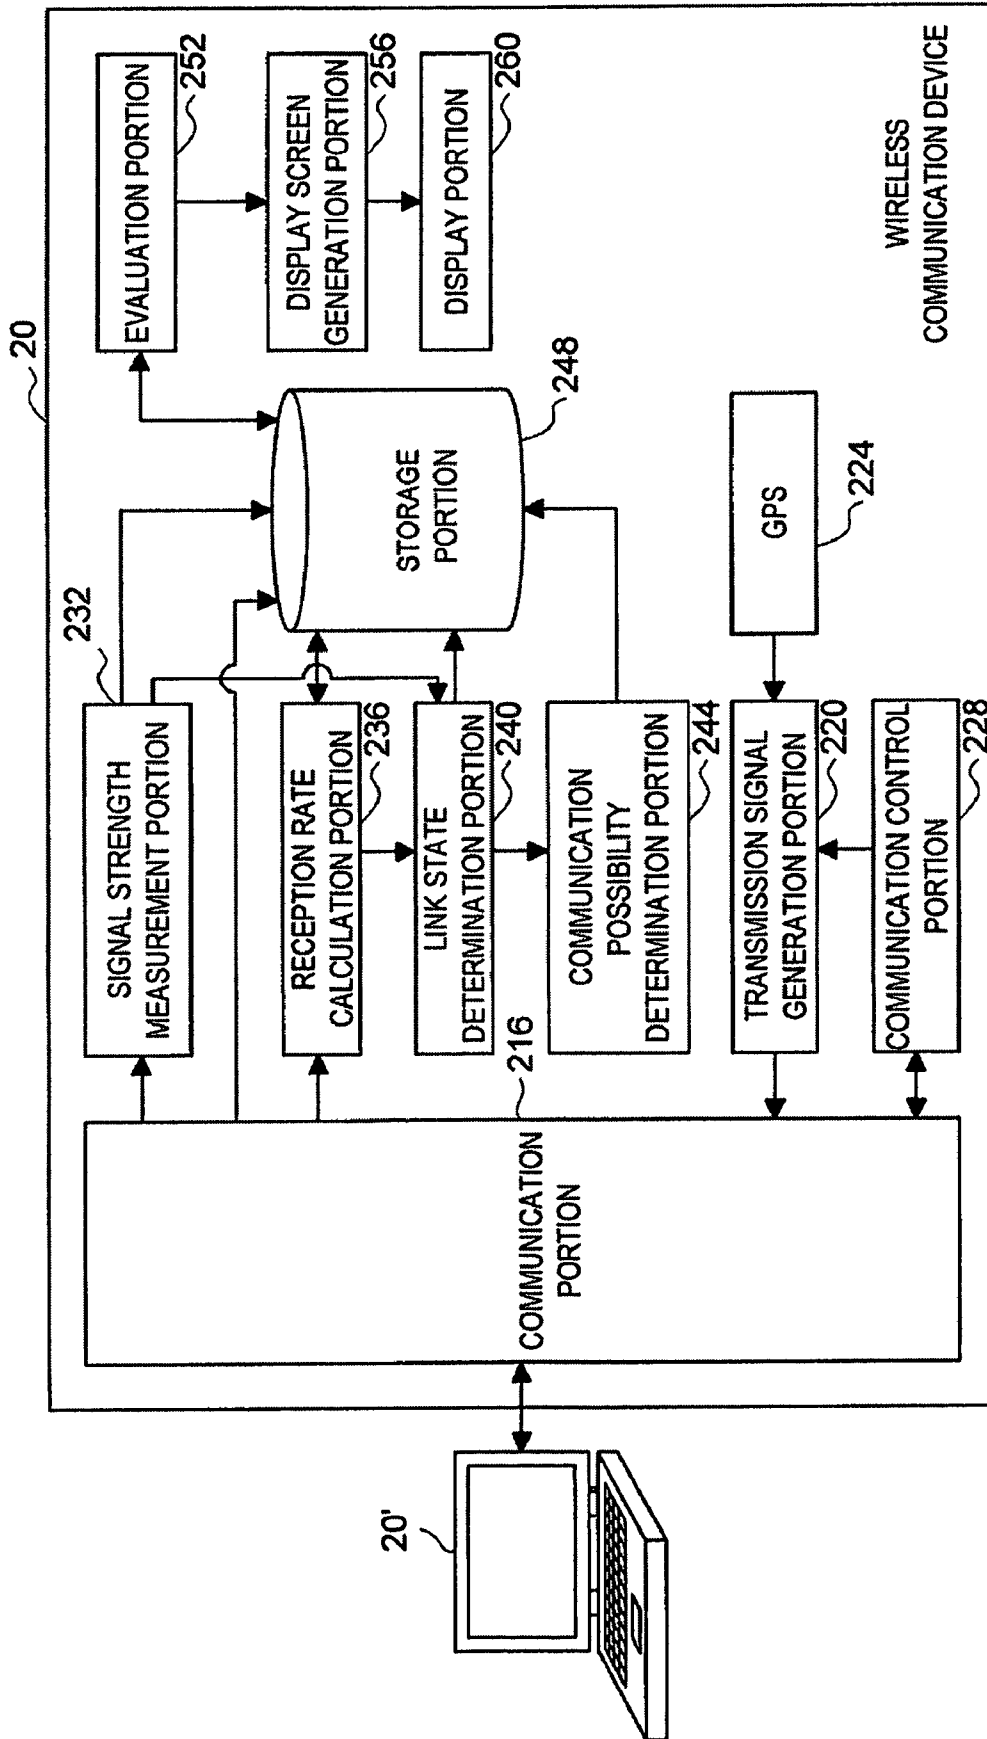 20
20'
COMMUNICATION
PORTION
216
SIGNAL STRENGTH
MEASUREMENT PORTION
232
RECEPTION RATE
CALCULATION PORTION
236
LINK STATE
DETERMINATION PORTION
240
COMMUNICATION
POSSIBILITY
DETERMINATION PORTION
244
TRANSMISSION SIGNAL
GENERATION PORTION
220
COMMUNICATION CONTROL
PORTION
228
STORAGE
PORTION
248
GPS
224
EVALUATION PORTION
252
DISPLAY SCREEN
GENERATION PORTION
256
DISPLAY PORTION
260
WIRELESS
COMMUNICATION DEVICE